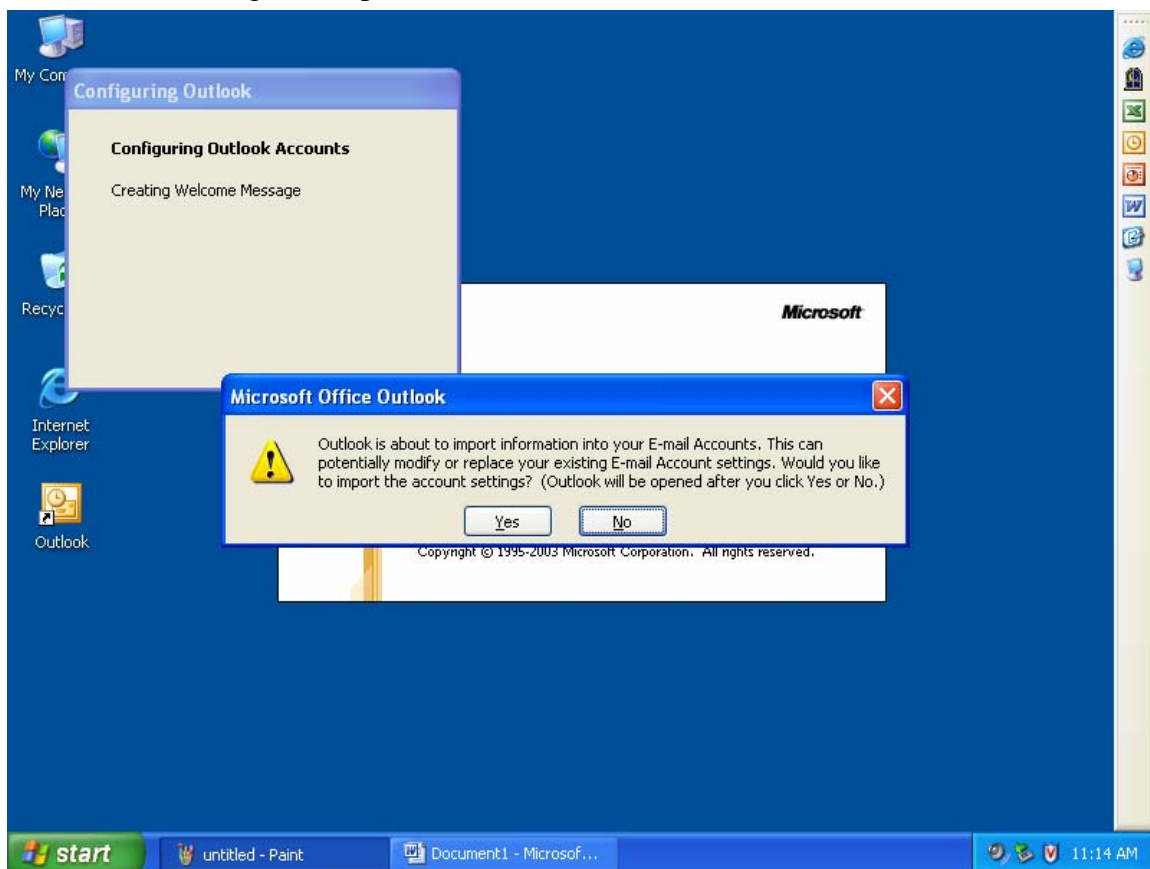 My Com
Configuring Outlook
Configuring Outlook Accounts
Creating Welcome Message
My Ne
Plac
Recyc
Microsoft
Microsoft Office Outlook
Outlook is about to import information into your E-mail Accounts. This can
potentially modify or replace your existing E-mail Account settings. Would you like
to import the account settings? (Outlook will be opened after you click Yes or No.)
Yes
No
Internet
Explorer
Outlook
Copyright © 1995-2003 Microsoft Corporation. All rights reserved.
start
untitled - Paint
Document1 - Microsof...
11:14 AM